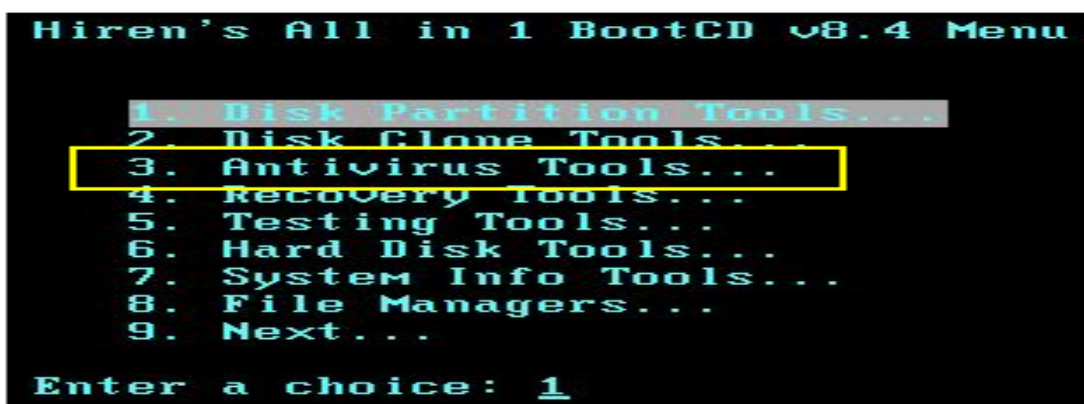 Hiren's All in 1 BootCD v8.4 Menu
1. Disk Partition Tools...
2. Disk Clone Tools...
3. Antivirus Tools...
4. Recovery Tools...
5. Testing Tools...
6. Hard Disk Tools...
7. System Info Tools...
8. File Managers...
9. Next...
Enter a choice: 1